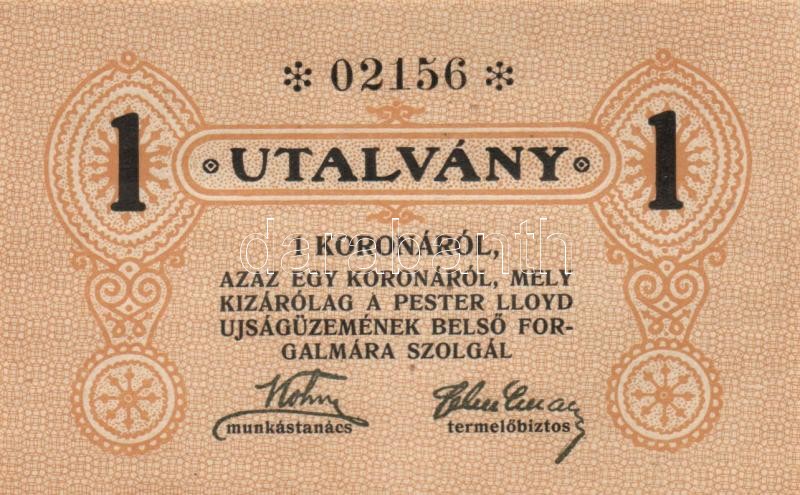 * 02156 *
1 UTALVÁNY 1
1 KORONÁRÓL,
AZAZ EGY KORONÁRÓL, MELY
KIZÁRÓLAG A PESTER LLOYD
UJSÁGÜZEMÉNEK BELSŐ FOR-
GALMÁRA SZOLGÁL
munkástanács termelőbiztos
darabanth